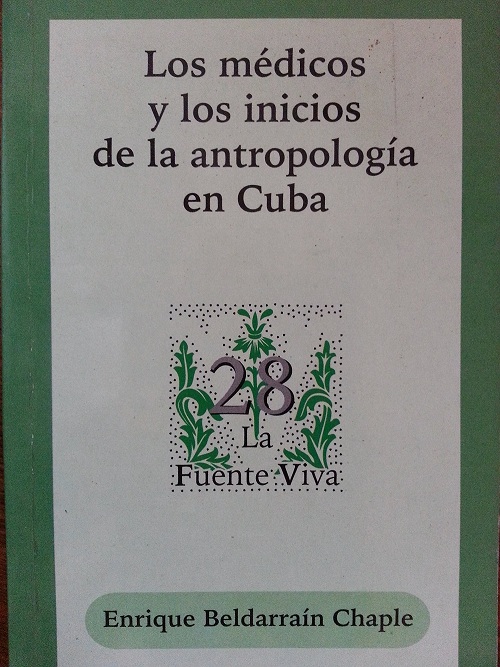 Los médicos
y los inicios
de la antropología
en Cuba
28
La
Fuente Viva
Enrique Beldarraín Chaple